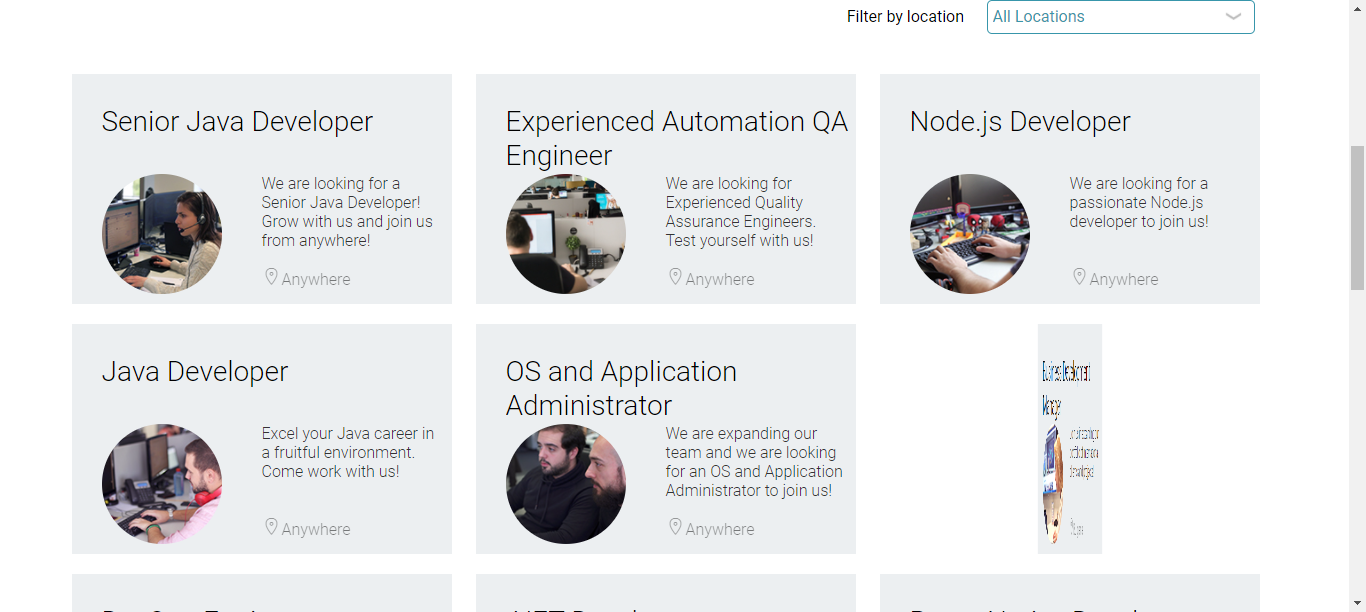 Filter by location
All Locations
Senior Java Developer
We are looking for a
Senior Java Developer!
Grow with us and join us
from anywhere!
Anywhere
Experienced Automation QA
Engineer
We are looking for
Experienced Quality
Assurance Engineers.
Test yourself with us!
Anywhere
Node.js Developer
We are looking for a
passionate Node.js
developer to join us!
Anywhere
Java Developer
Excel your Java career in
a fruitful environment.
Come work with us!
Anywhere
OS and Application
Administrator
We are expanding our
team and we are looking
for an OS and Application
Administrator to join us!
Anywhere
Business Development
Manager